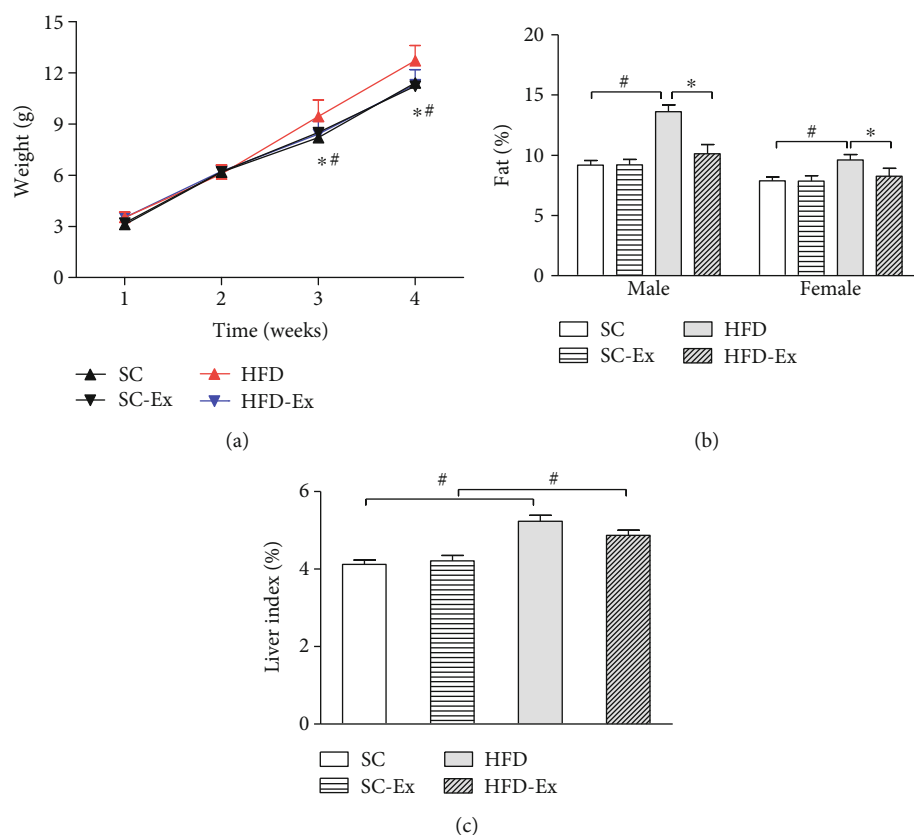 15
12
9
6
3
0
Weight (g)
* #
* #
1 2 3 4
Time (weeks)
SC HFD
SC-Ex HFD-Ex
(a)
20
15
10
5
0
Fat (%)
# *
# *
Male Female
SC HFD
SC-Ex HFD-Ex
(b)
6
4
2
0
Liver index (%)
# #
SC HFD
SC-Ex HFD-Ex
(c)